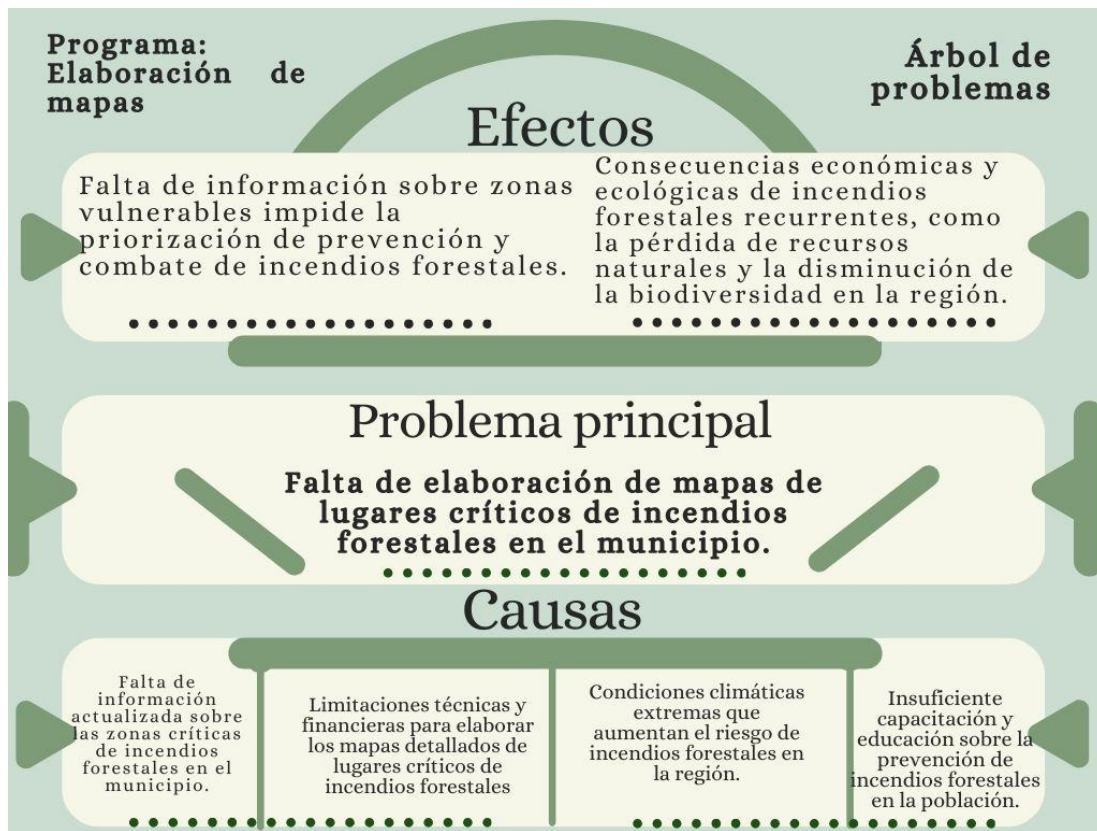 Programa:
Elaboración de
mapas
Árbol de
problemas
Efectos
Falta de información sobre zonas
vulnerables impide la
priorización de prevención y
combate de incendios forestales.
Consecuencias económicas y
ecológicas de incendios
forestales recurrentes, como
la pérdida de recursos
naturales y la disminución de
la biodiversidad en la región.
Problema principal
Falta de elaboración de mapas de
lugares críticos de incendios
forestales en el municipio.
Causas
Falta de
información
actualizada sobre
las zonas críticas
de incendios
forestales en el
municipio.
Limitaciones técnicas y
financieras para elaborar
los mapas detallados de
lugares críticos de
incendios forestales
Condiciones climáticas
extremas que
aumentan el riesgo de
incendios forestales en
la región.
Insuficiente
capacitación y
educación sobre la
prevención de
incendios forestales
en la población.